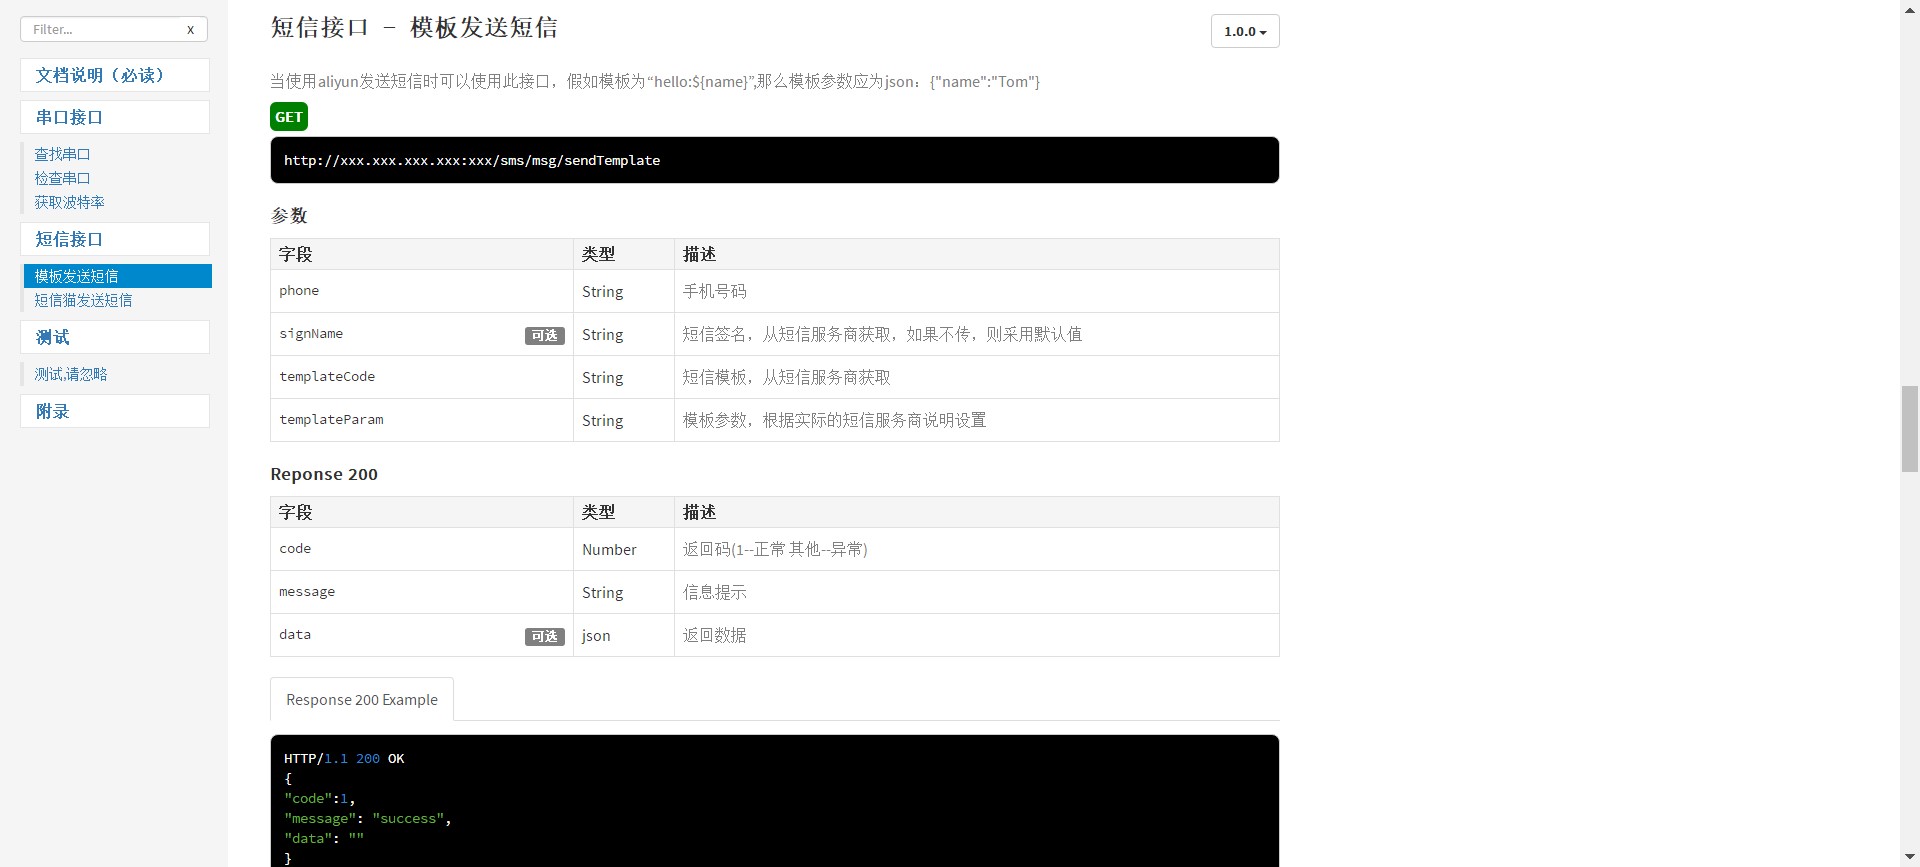 Filter...
x
文档说明（必读）
串口接口
查找串口
检查串口
获取波特率
短信接口
模板发送短信
短信猫发送短信
测试
测试,请忽略
附录
短信接口 - 模板发送短信
1.0.0
当使用aliyun发送短信时可以使用此接口，假如模板为“hello:${name}”,那么模板参数应为json：{"name":"Tom"}
GET
http://xxx.xxx.xxx.xxx:xxx/sms/msg/sendTemplate
参数
字段 类型 描述
phone String 手机号码
signName 可选 String 短信签名，从短信服务商获取，如果不传，则采用默认值
templateCode String 短信模板，从短信服务商获取
templateParam String 模板参数，根据实际的短信服务商说明设置
Reponse 200
字段 类型 描述
code Number 返回码(1--正常 其他--异常)
message String 信息提示
data 可选 json 返回数据
Response 200 Example
HTTP/1.1 200 OK
{
"code":1,
"message": "success",
"data": ""
}